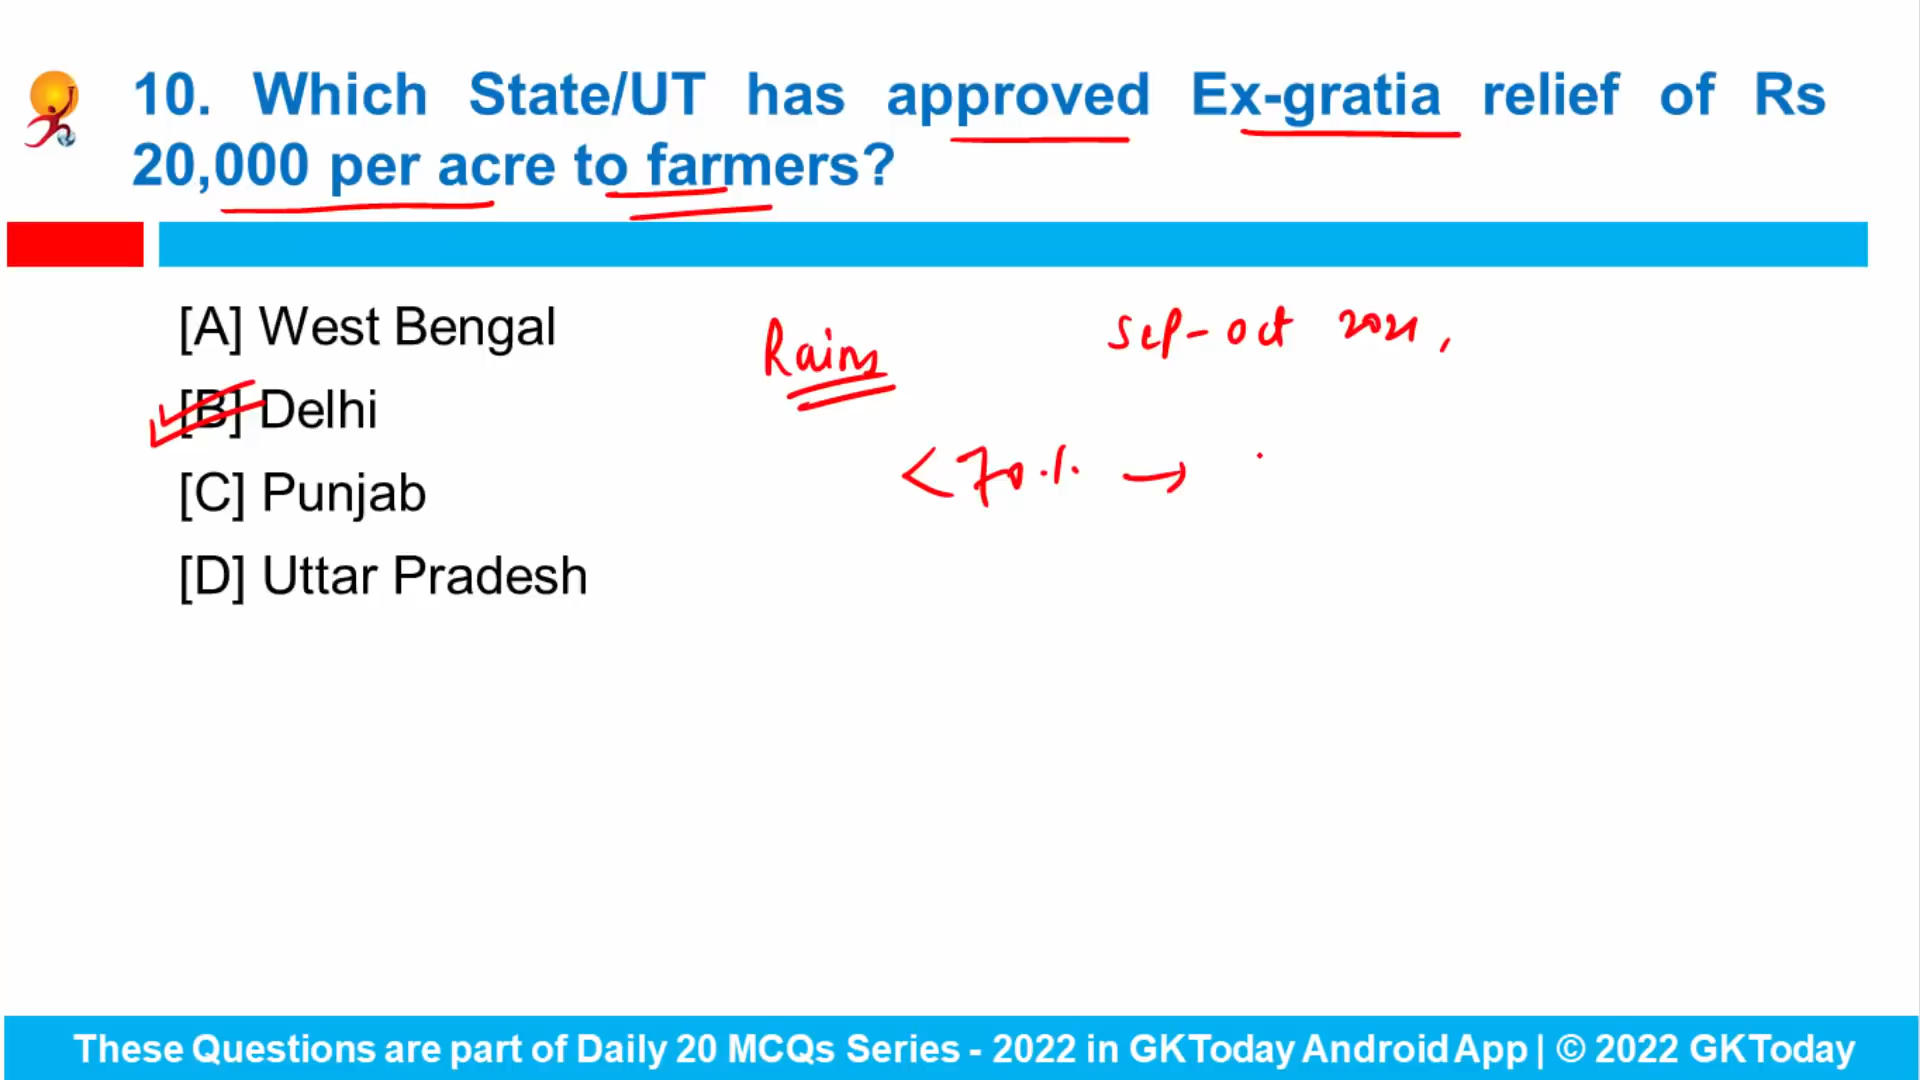 10. Which State/UT has approved Ex-gratia relief of Rs
20,000 per acre to farmers?
[A] West Bengal
Rains
Sep-Oct 2021,
[B] Delhi
<70% →
[C] Punjab
[D] Uttar Pradesh
These Questions are part of Daily 20 MCQs Series - 2022 in GKToday Android App | © 2022 GKToday